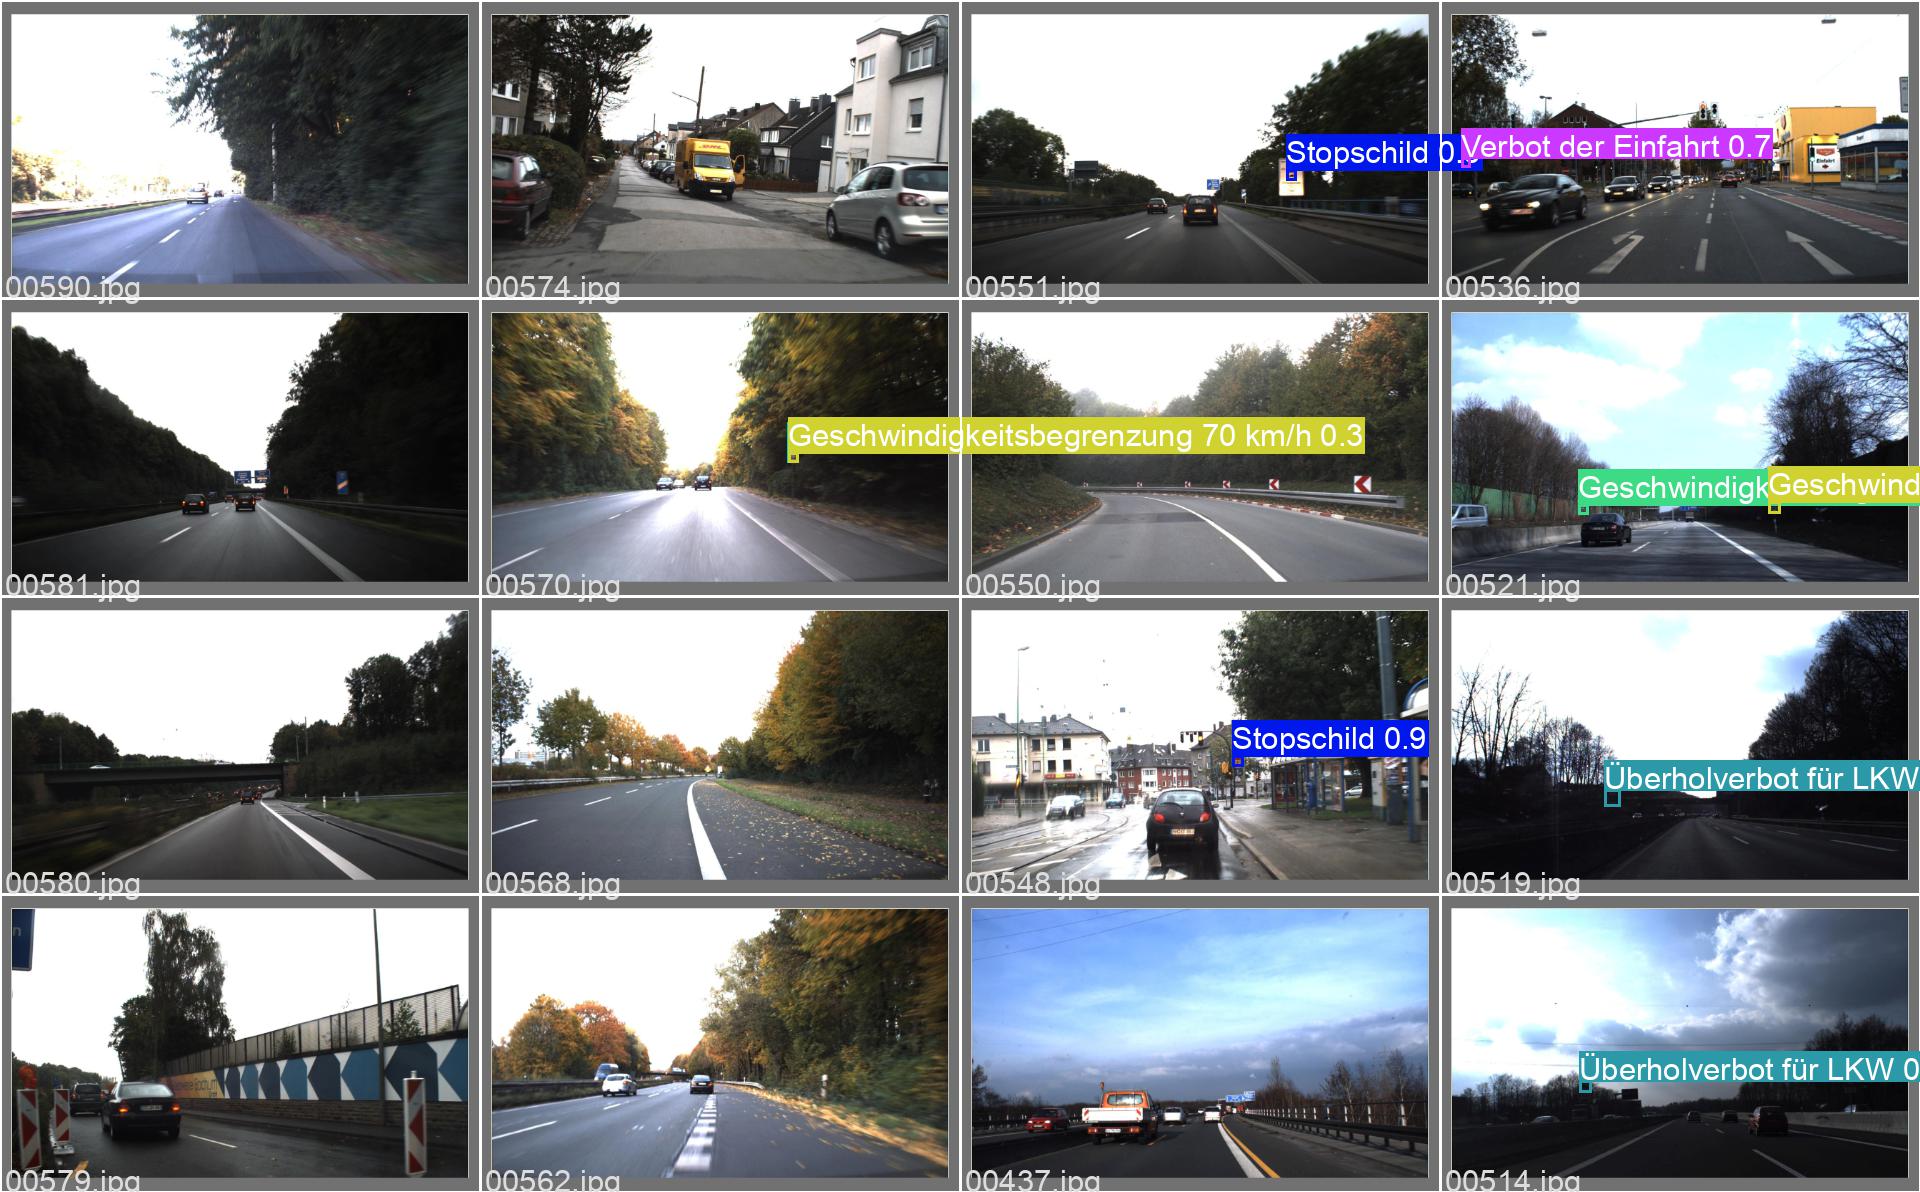 00590.jpg
00574.jpg
Stopschild 0.
00551.jpg
Verbot der Einfahrt 0.7
Einfahrt
00536.jpg
00581.jpg
Geschwindigkeitsbegrenzung 70 km/h 0.3
00570.jpg
00550.jpg
Geschwindigk
Geschwind
00521.jpg
00580.jpg
00568.jpg
Stopschild 0.9
00548.jpg
Überholverbot für LKW
00519.jpg
n
00579.jpg
00562.jpg
00437.jpg
Überholverbot für LKW 0
00514.jpg